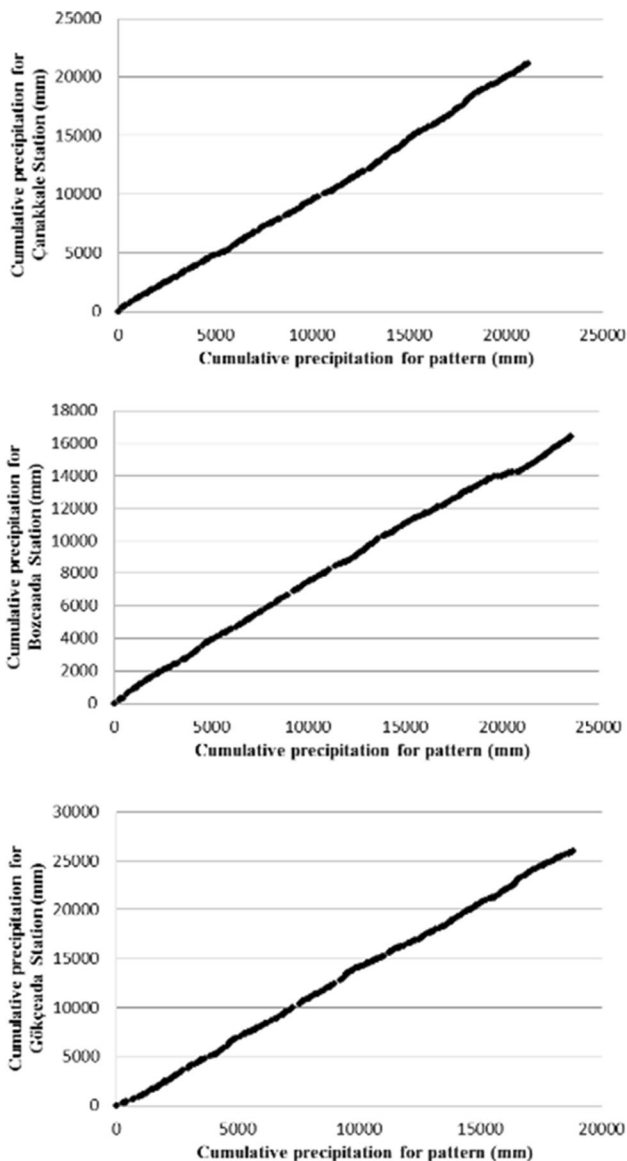 25000
20000
15000
10000
5000
0
Cumulative precipitation for
Çanakkale Station (mm)
0 5000 10000 15000 20000 25000
Cumulative precipitation for pattern (mm)
18000
16000
14000
12000
10000
8000
6000
4000
2000
0
Cumulative precipitation for
Bozcaada Station (mm)
0 5000 10000 15000 20000 25000
Cumulative precipitation for pattern (mm)
30000
25000
20000
15000
10000
5000
0
Cumulative precipitation for
Gökçeada Station (mm)
0 5000 10000 15000 20000
Cumulative precipitation for pattern (mm)